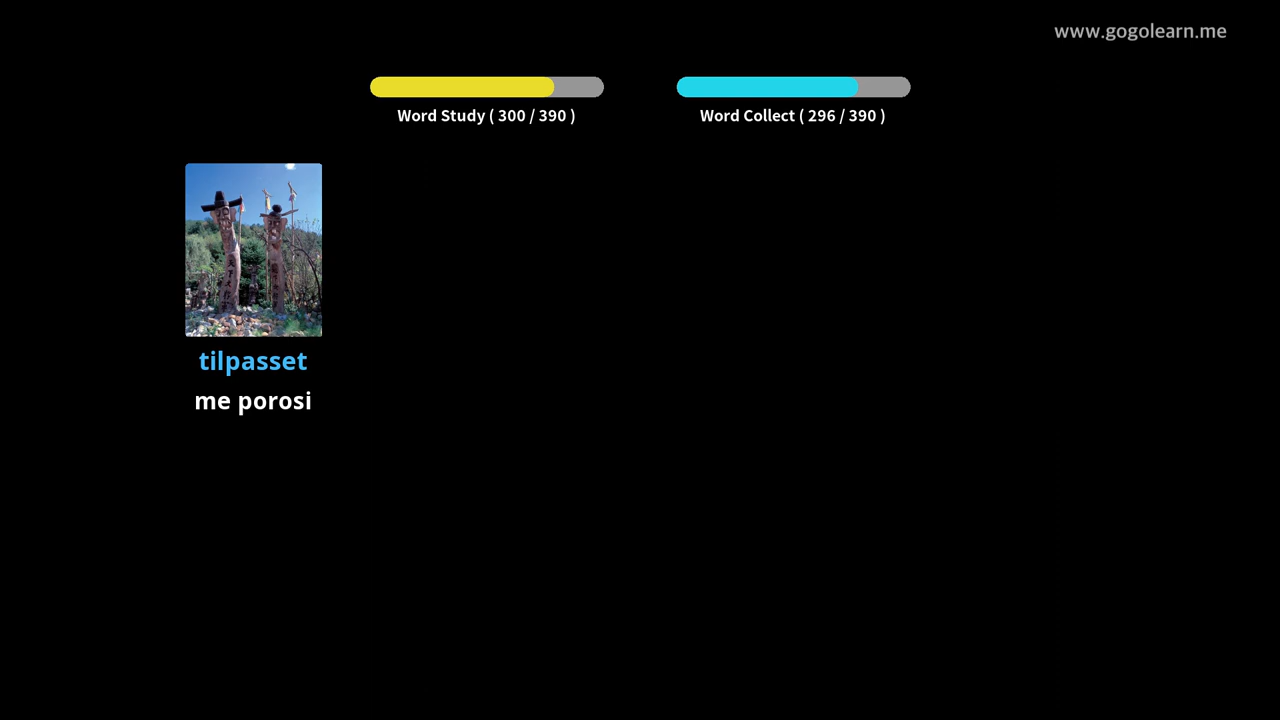 www.gogolearn.me
Word Study ( 300 / 390 )
Word Collect ( 296 / 390 )
tilpasset
me porosi